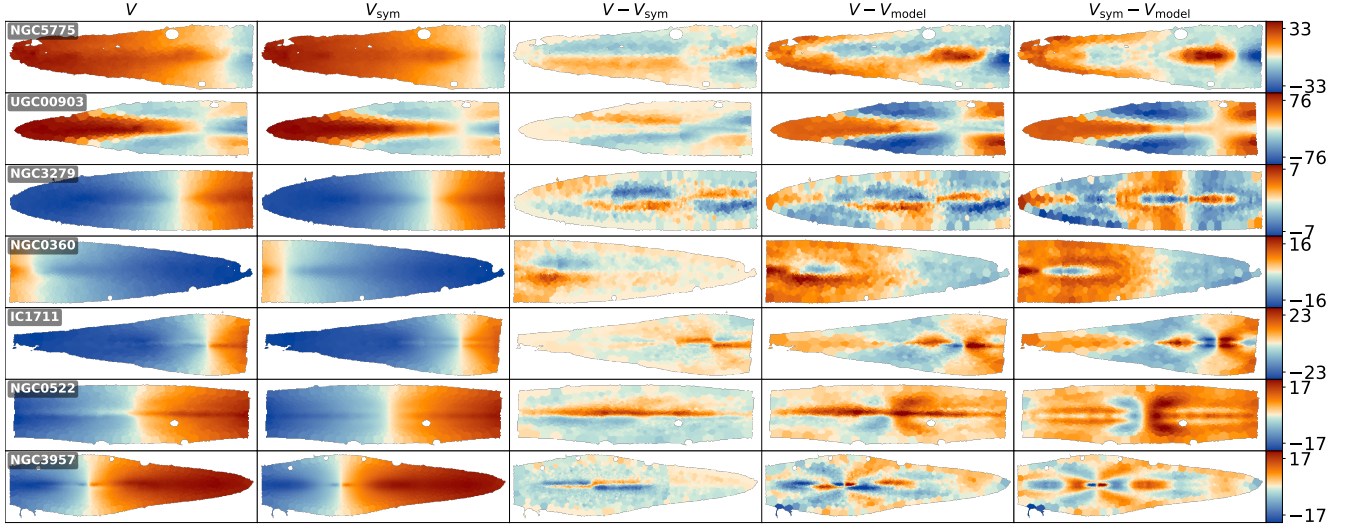 V V_sym V − V_sym V − V_model V_sym − V_model
NGC5775 33
−33
UGC00903 76
−76
NGC3279 7
−7
NGC0360 16
−16
IC1711 23
−23
NGC0522 17
−17
NGC3957 17
−17